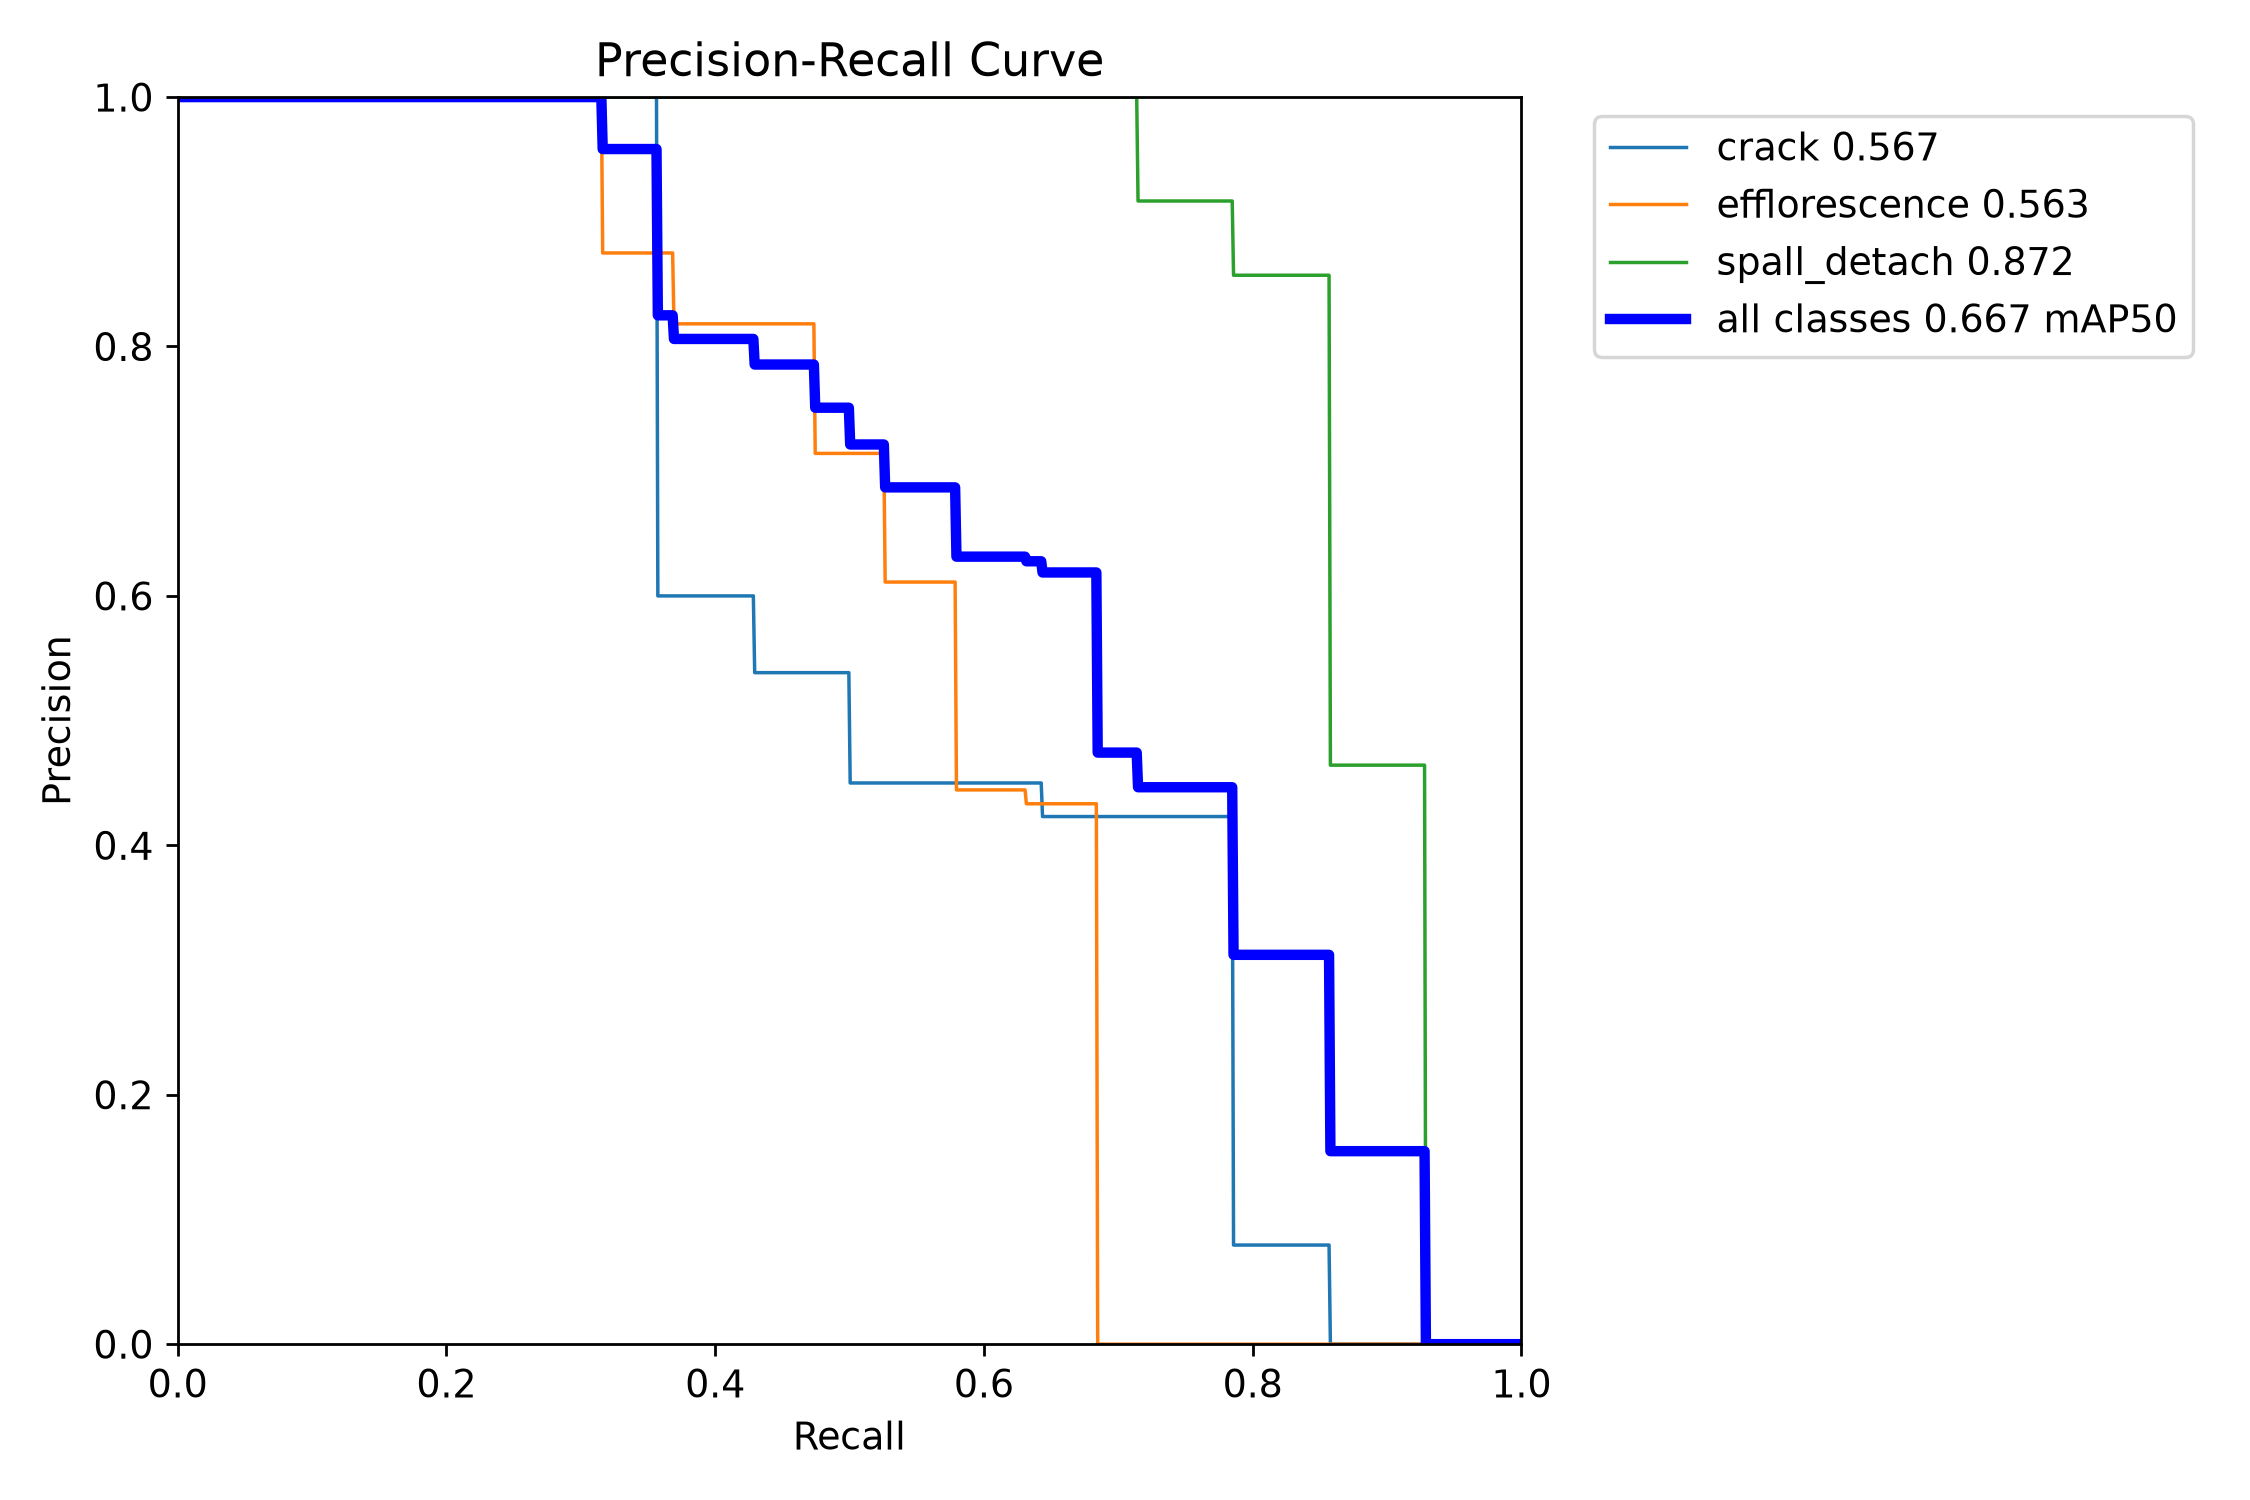 Precision-Recall Curve
1.0
0.8
0.6
0.4
0.2
0.0
Precision
0.0 0.2 0.4 0.6 0.8 1.0
Recall
crack 0.567
efflorescence 0.563
spall_detach 0.872
all classes 0.667 mAP50